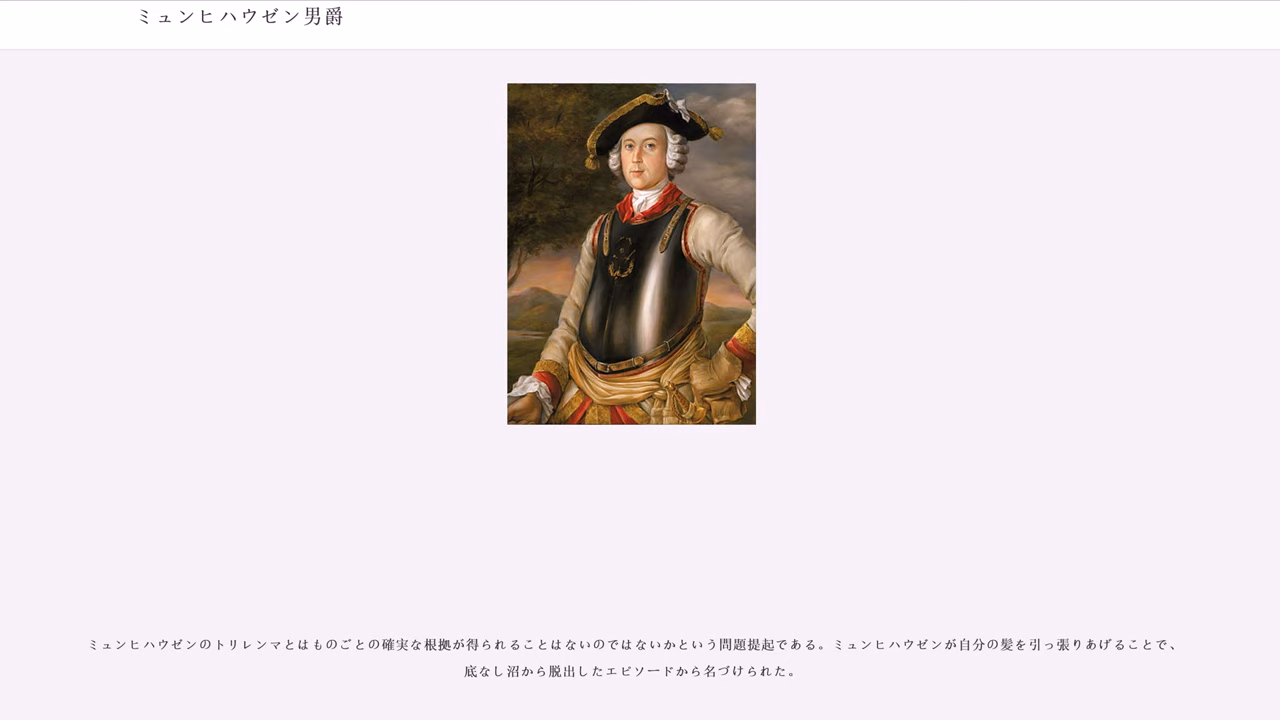 ミュンヒハウゼン男爵
ミュンヒハウゼンのトリレンマとはものごとの確実な根拠が得られることはないのではないかという問題提起である。ミュンヒハウゼンが自分の髪を引っ張りあげることで、
底なし沼から脱出したエピソードから名づけられた。